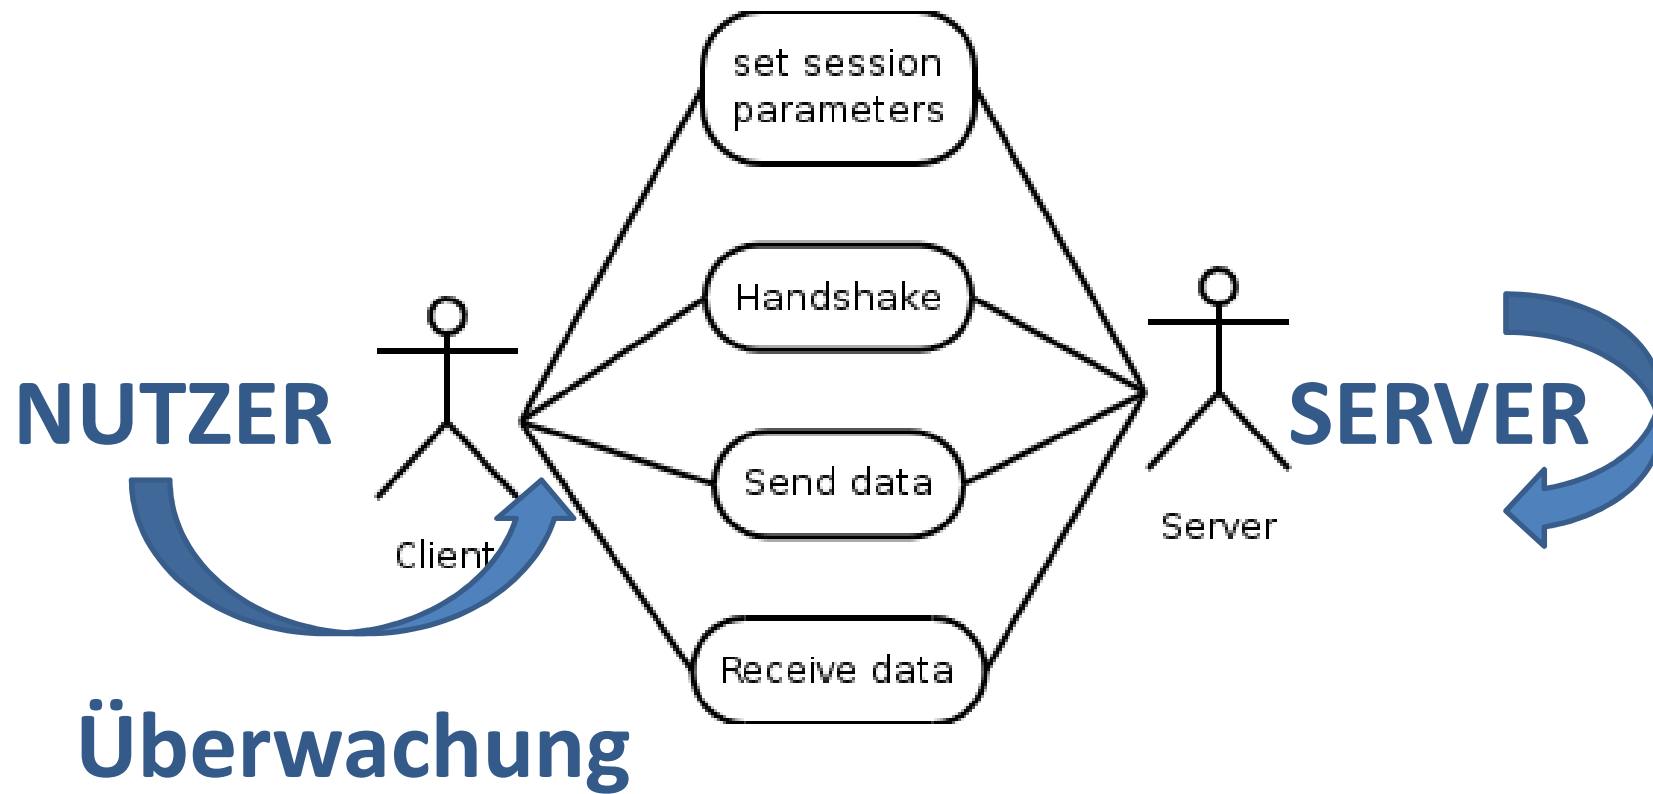 set session
parameters
Handshake
NUTZER
SERVER
Send data
Server
Client
Receive data
Überwachung